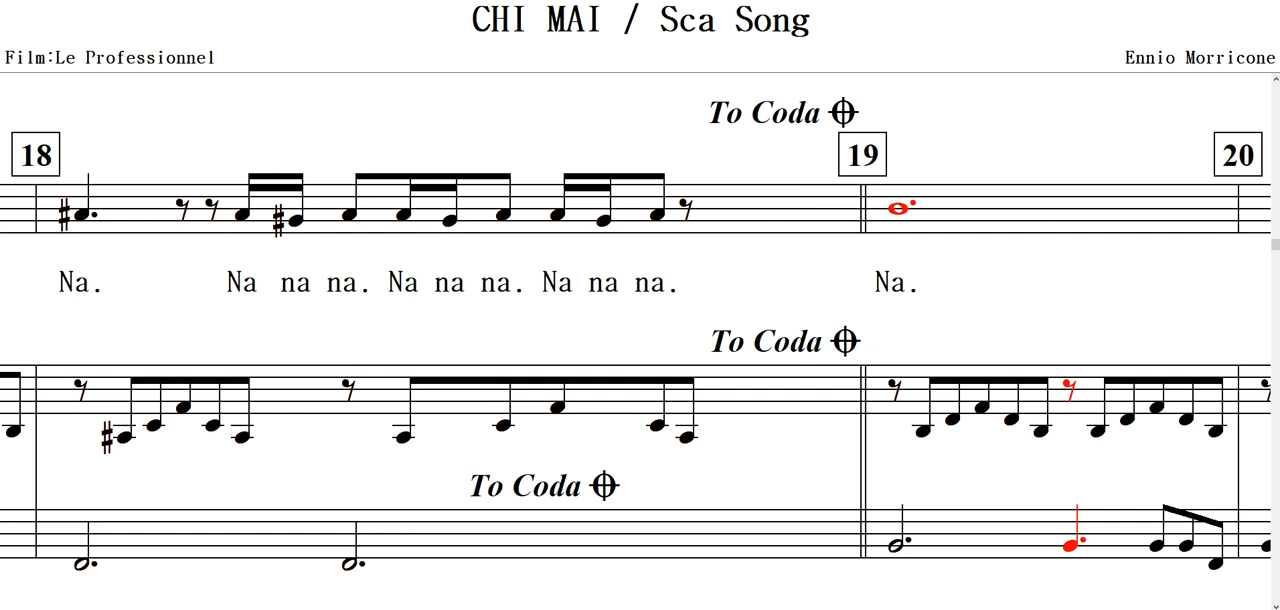 CHI MAI / Sca Song
Film:Le Professionnel
Ennio Morricone
To Coda
18
19
20
Na. Na na na. Na na na. Na na na. Na.
To Coda
To Coda